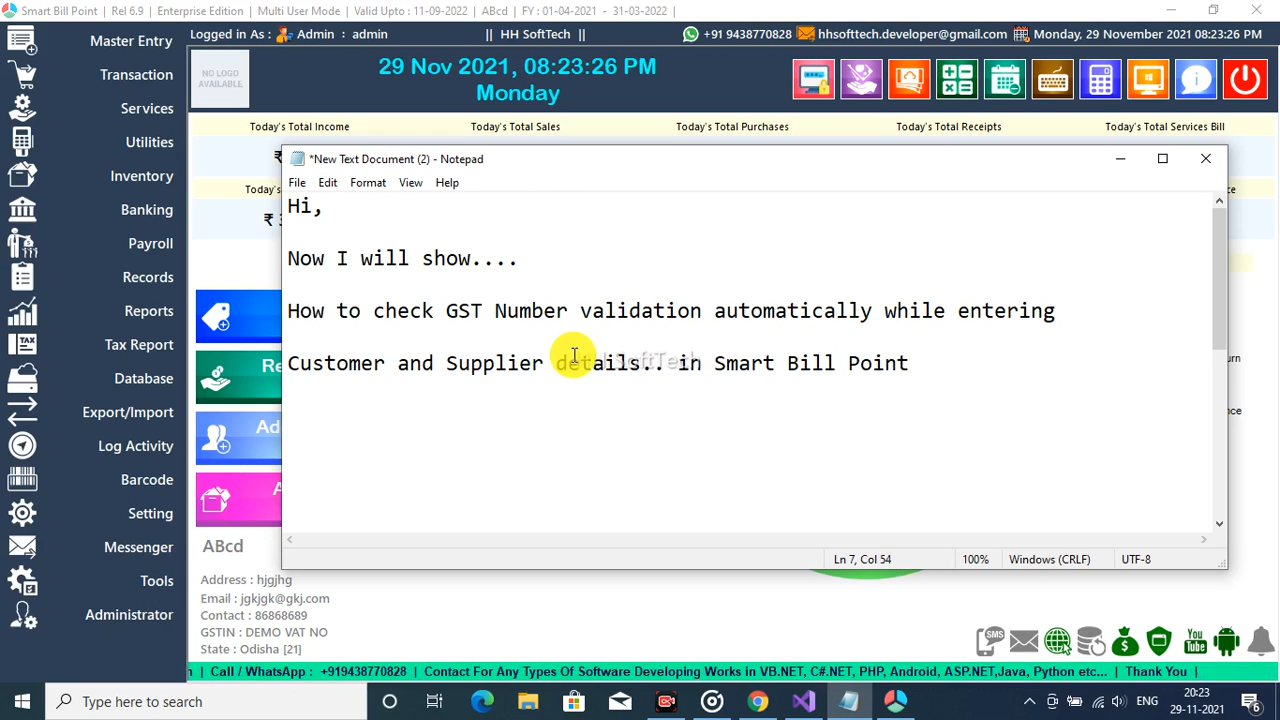 Smart Bill Point | Rel 6.9 | Enterprise Edition | Multi User Mode | Valid Upto : 11-09-2022 | ABcd | FY : 01-04-2021 - 31-03-2022 |
Logged in As : Admin : admin || HH SoftTech || +91 9438770828 hhsofttech.developer@gmail.com Monday, 29 November 2021, 08:23:26 PM
Master Entry
Transaction
Services
Utilities
Inventory
Banking
Payroll
Records
Reports
Tax Report
Database
Export/Import
Log Activity
Barcode
Setting
Messenger
Tools
Administrator
NO LOGO
AVAILABLE
29 Nov 2021, 08:23:26 PM
Monday
Today's Total Income Today's Total Sales Today's Total Purchases Today's Total Receipts Today's Total Services Bill
*New Text Document (2) - Notepad
File Edit Format View Help
Hi,
Now I will show....
How to check GST Number validation automatically while entering
Customer and Supplier details.. in Smart Bill Point
SoftTech
Ln 7, Col 54 100% Windows (CRLF) UTF-8
ABcd
Address : hjgjhg
Email : jgkjgk@gkj.com
Contact : 86868689
GSTIN : DEMO VAT NO
State : Odisha [21]
SMS
You
Tube
| Call / WhatsApp : +919438770828 | Contact For Any Types Of Software Developing Works in VB.NET, C#.NET, PHP, Android, ASP.NET,Java, Python etc... | Thank You |
Type here to search
ENG
20:23
29-11-2021
6